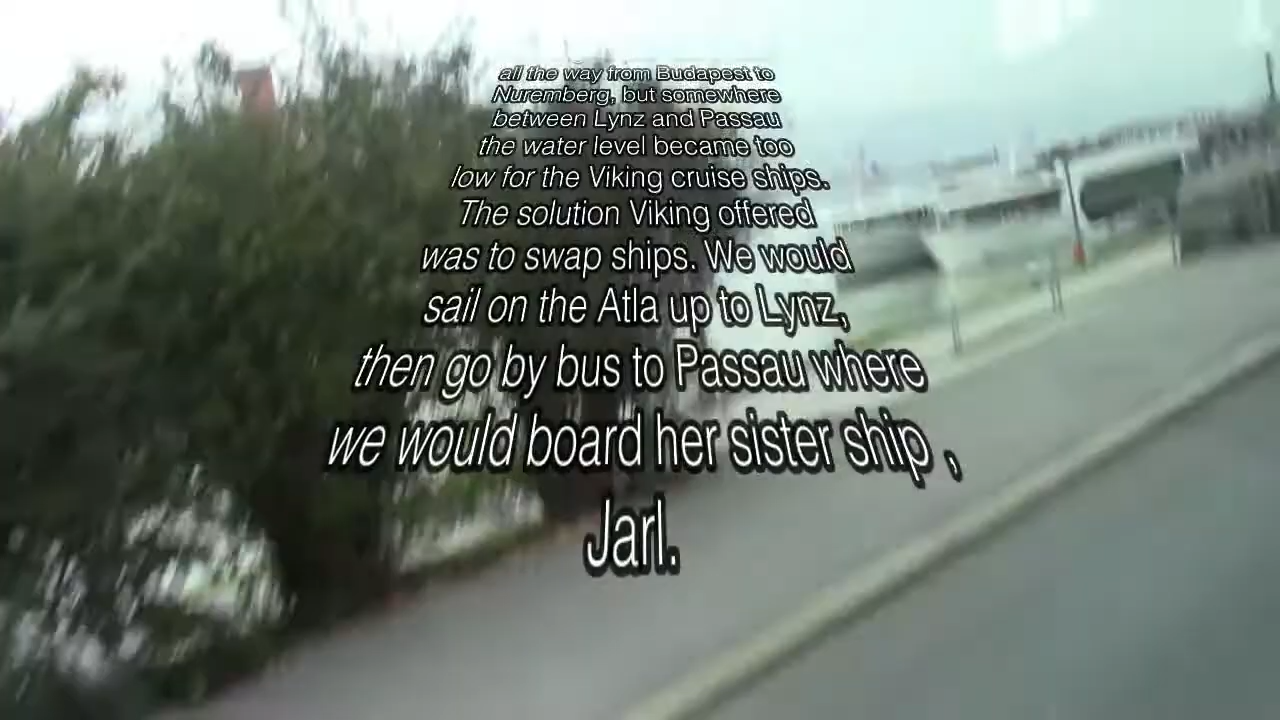 all the way from Budapest to
Nuremberg, but somewhere
between Lynz and Passau
the water level became too
low for the Viking cruise ships.
The solution Viking offered
was to swap ships. We would
sail on the Atla up to Lynz,
then go by bus to Passau where
we would board her sister ship ,
Jarl.